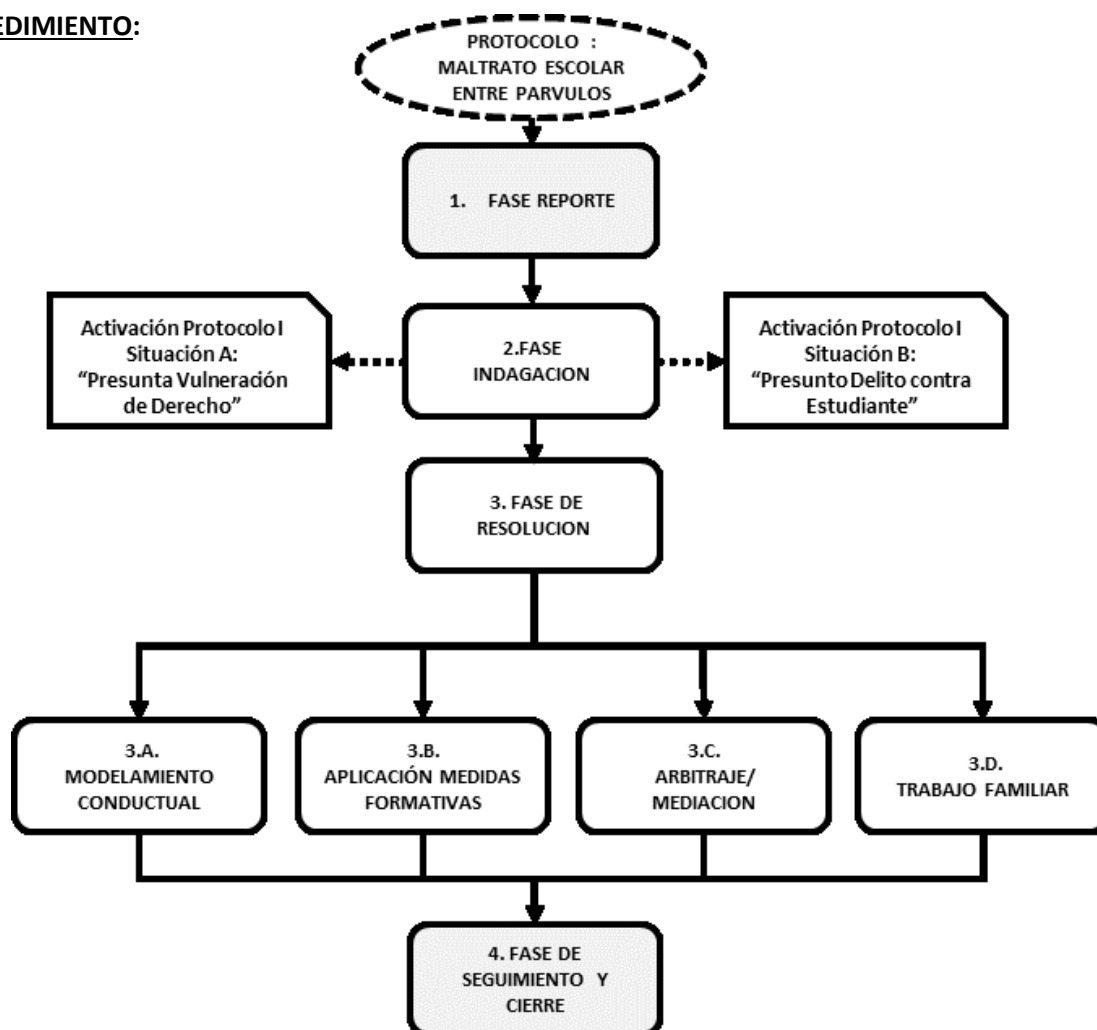 EDIMIENTO:
PROTOCOLO :
MALTRATO ESCOLAR
ENTRE PARVULOS
1. FASE REPORTE
Activación Protocolo I
Situación A:
“Presunta Vulneración
de Derecho”
2.FASE
INDAGACION
Activación Protocolo I
Situación B:
“Presunto Delito contra
Estudiante”
3. FASE DE
RESOLUCION
3.A.
MODELAMIENTO
CONDUCTUAL
3.B.
APLICACIÓN MEDIDAS
FORMATIVAS
3.C.
ARBITRAJE/
MEDIACION
3.D.
TRABAJO FAMILIAR
4. FASE DE
SEGUIMIENTO Y
CIERRE